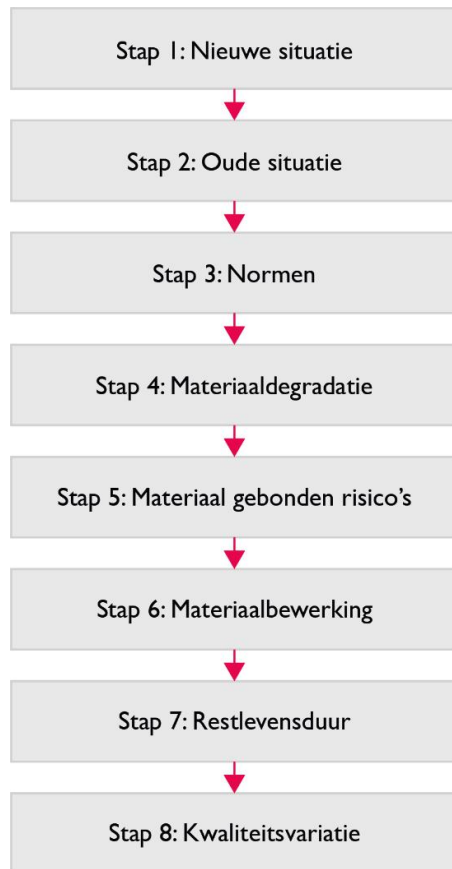 Stap 1: Nieuwe situatie
Stap 2: Oude situatie
Stap 3: Normen
Stap 4: Materiaaldegradatie
Stap 5: Materiaal gebonden risico's
Stap 6: Materiaalbewerking
Stap 7: Restlevensduur
Stap 8: Kwaliteitsvariatie